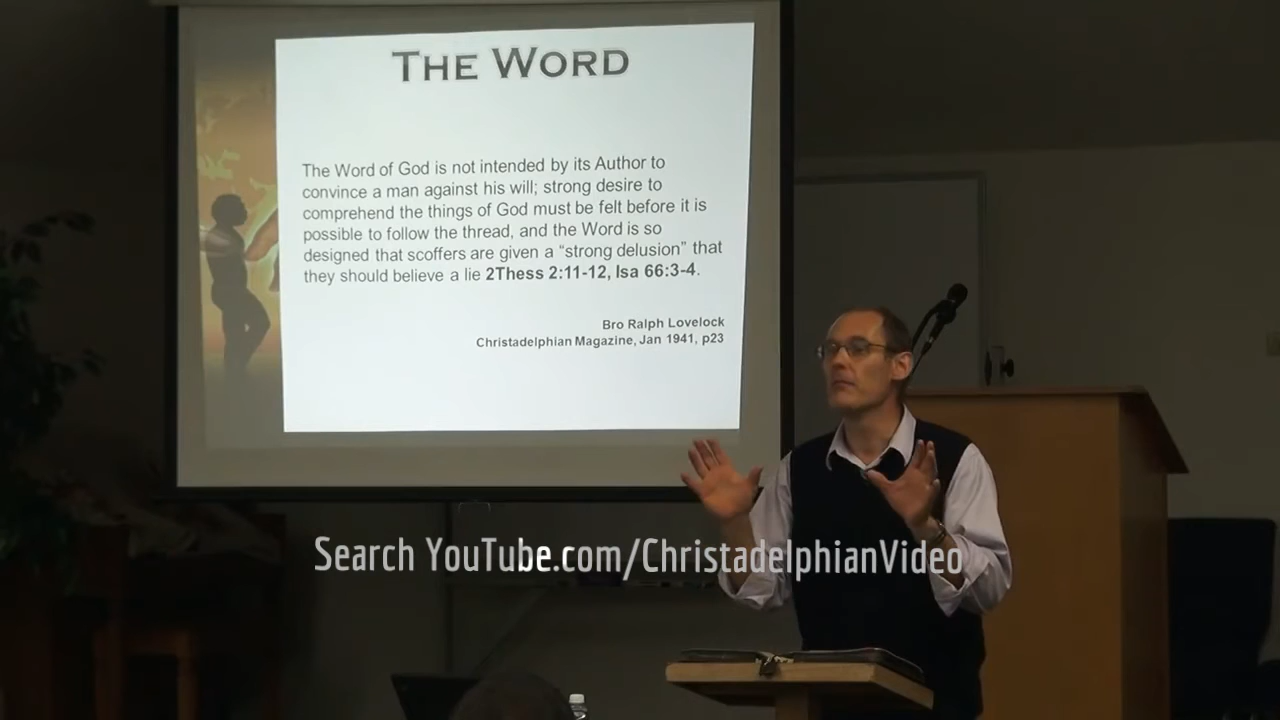 THE WORD
The Word of God is not intended by its Author to
convince a man against his will; strong desire to
comprehend the things of God must be felt before it is
possible to follow the thread, and the Word is so
designed that scoffers are given a “strong delusion” that
they should believe a lie 2Thess 2:11-12, Isa 66:3-4.
Bro Ralph Lovelock
Christadelphian Magazine, Jan 1941, p23
Search YouTube.com/ChristadelphianVideo